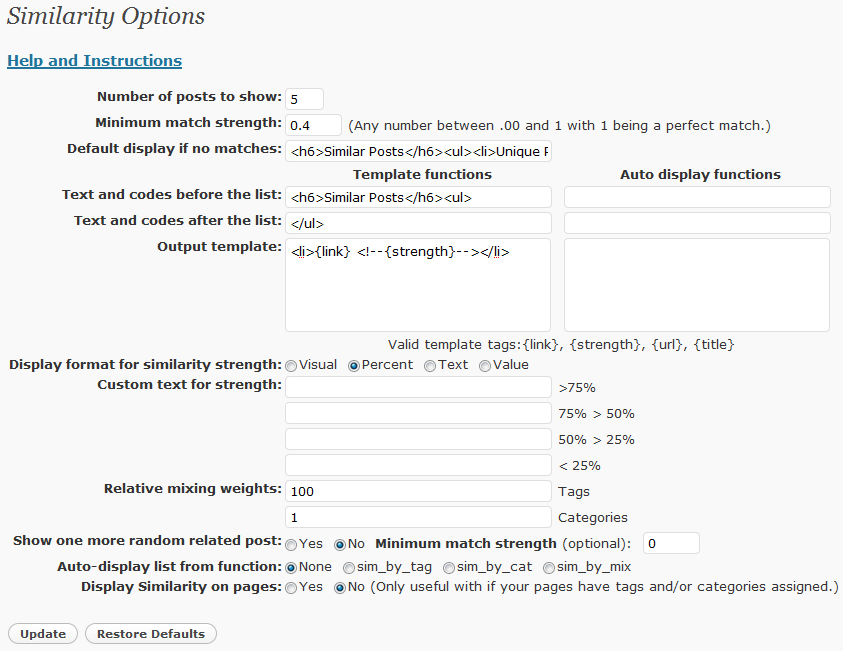 Similarity Options
Help and Instructions
Number of posts to show: 5
Minimum match strength: 0.4 (Any number between .00 and 1 with 1 being a perfect match.)
Default display if no matches: <h6>Similar Posts</h6><ul><li>Unique
Template functions Auto display functions
Text and codes before the list: <h6>Similar Posts</h6><ul>
Text and codes after the list: </ul>
Output template: <li>{link} <!--{strength}--></li>
Valid template tags:{link}, {strength}, {url}, {title}
Display format for similarity strength: Visual Percent Text Value
Custom text for strength: >75%
75% > 50%
50% > 25%
< 25%
Relative mixing weights: 100 Tags
1 Categories
Show one more random related post: Yes No Minimum match strength (optional): 0
Auto-display list from function: None sim_by_tag sim_by_cat sim_by_mix
Display Similarity on pages: Yes No (Only useful with if your pages have tags and/or categories assigned.)
Update Restore Defaults